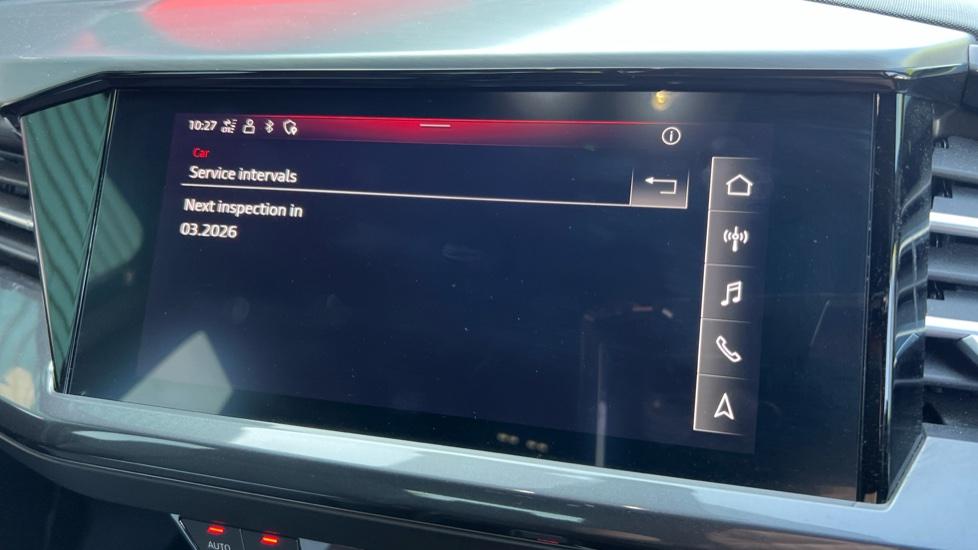 10:27
Car
Service intervals
Next inspection in
03.2026
AUTO